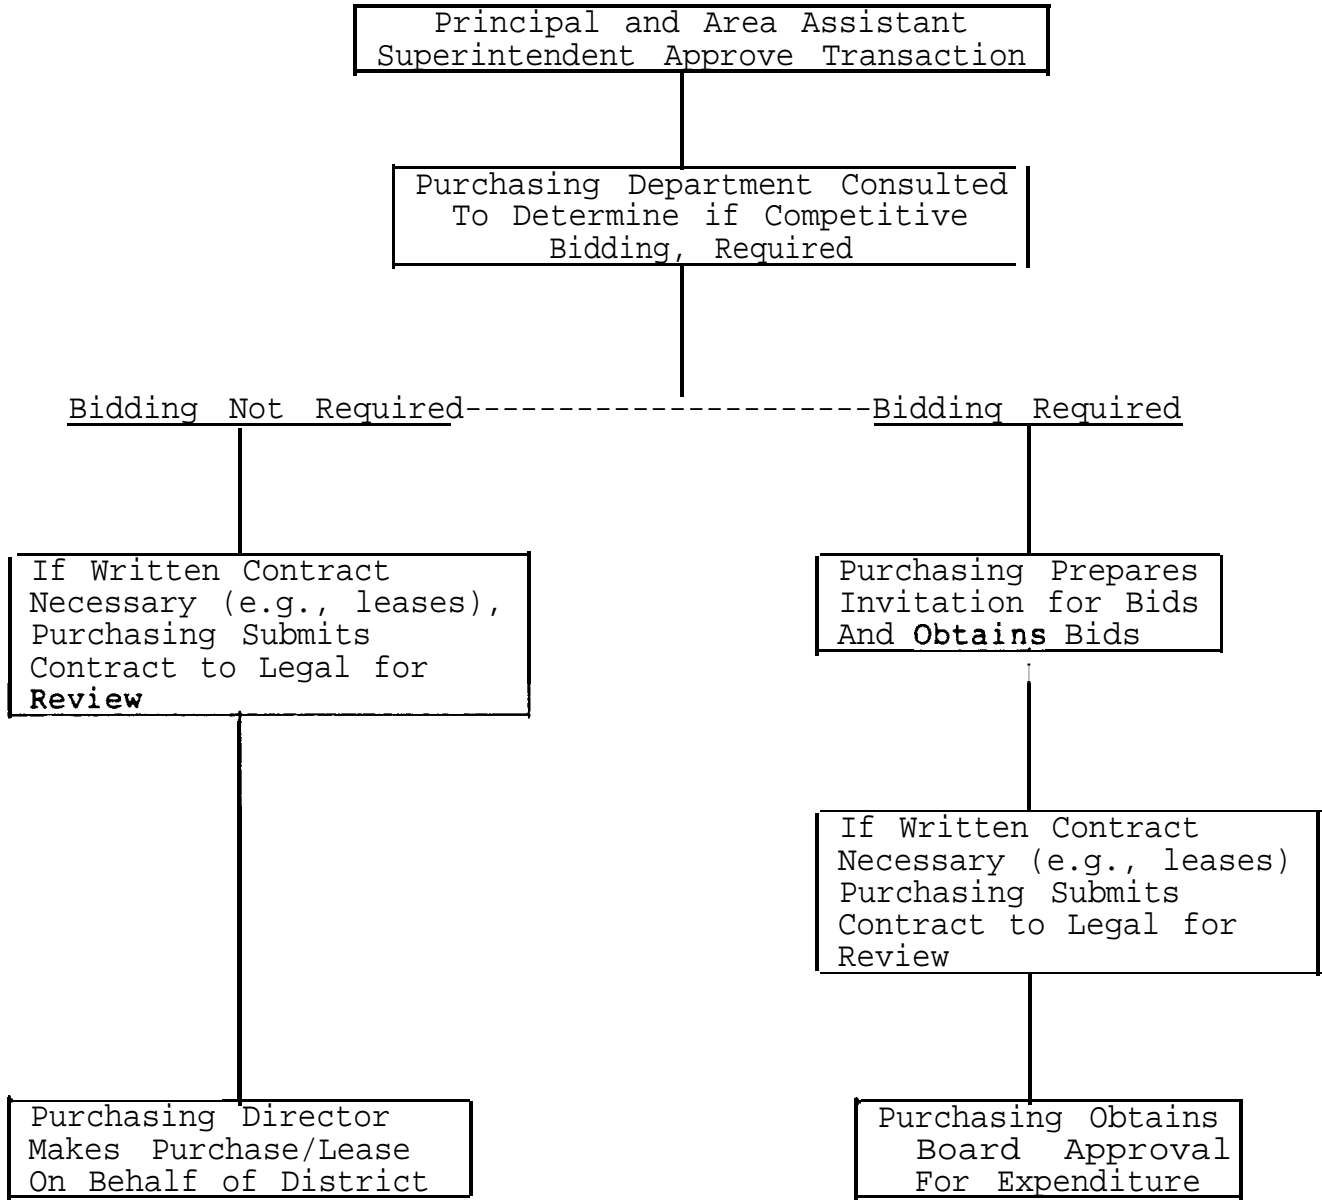 Principal and Area Assistant
Superintendent Approve Transaction
Purchasing Department Consulted
To Determine if Competitive
Bidding, Required
Bidding Not Required----------------------Bidding Required
If Written Contract
Necessary (e.g., leases),
Purchasing Submits
Contract to Legal for
Review
Purchasing Prepares
Invitation for Bids
And Obtains Bids
If Written Contract
Necessary (e.g., leases)
Purchasing Submits
Contract to Legal for
Review
Purchasing Director
Makes Purchase/Lease
On Behalf of District
Purchasing Obtains
Board Approval
For Expenditure